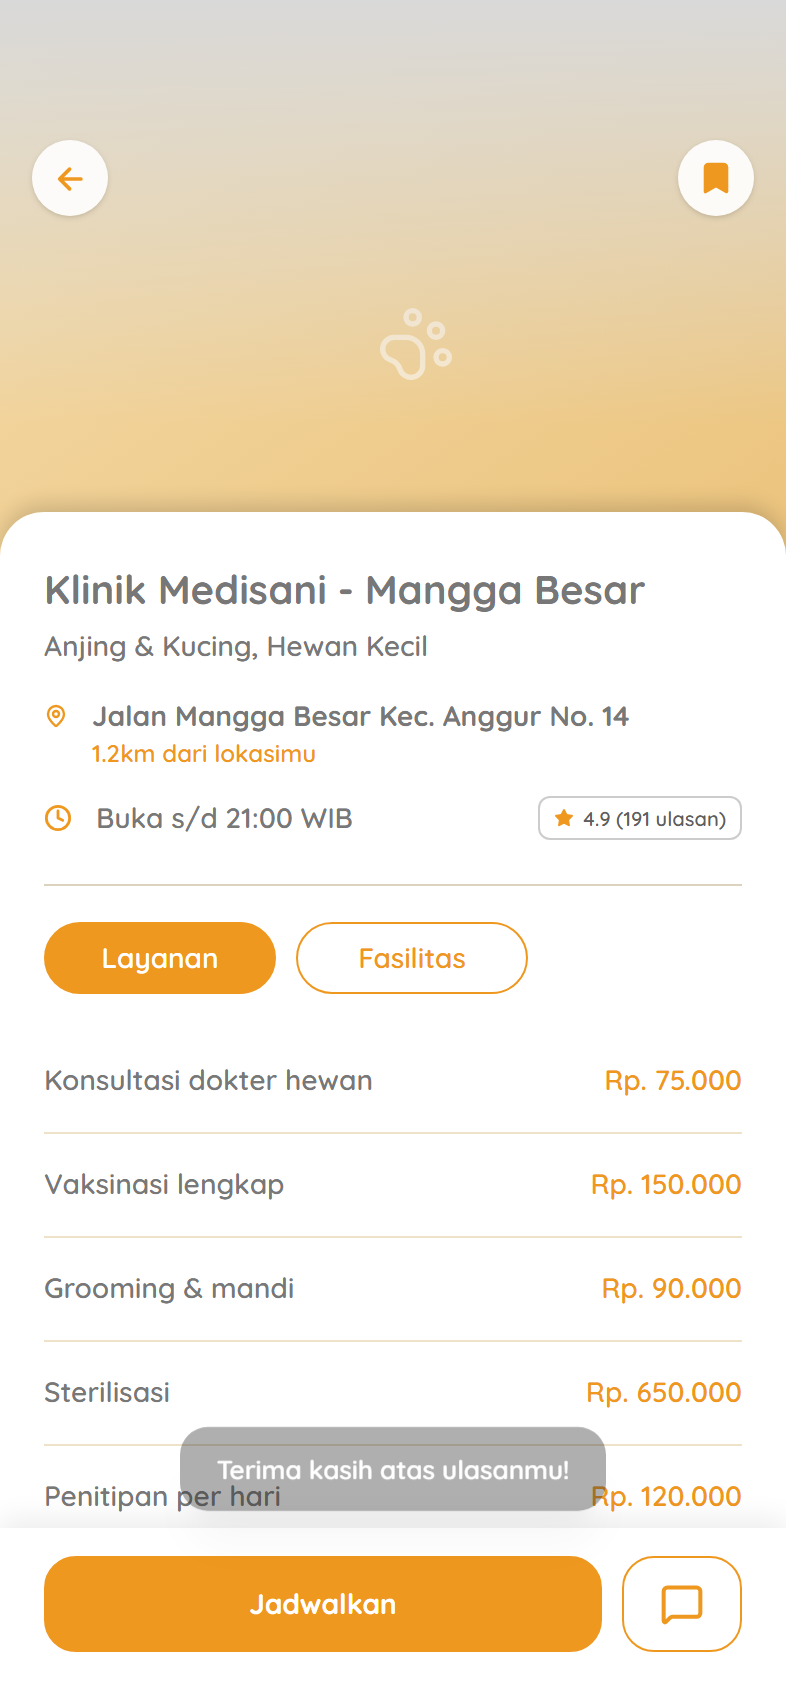 Klinik Medisani - Mangga Besar
Anjing & Kucing, Hewan Kecil
Jalan Mangga Besar Kec. Anggur No. 14
1.2km dari lokasimu
Buka s/d 21:00 WIB
4.9 (191 ulasan)
Layanan
Fasilitas
Konsultasi dokter hewan
Rp. 75.000
Vaksinasi lengkap
Rp. 150.000
Grooming & mandi
Rp. 90.000
Sterilisasi
Rp. 650.000
Terima kasih atas ulasanmu!
Penitipan per hari
Rp. 120.000
Jadwalkan